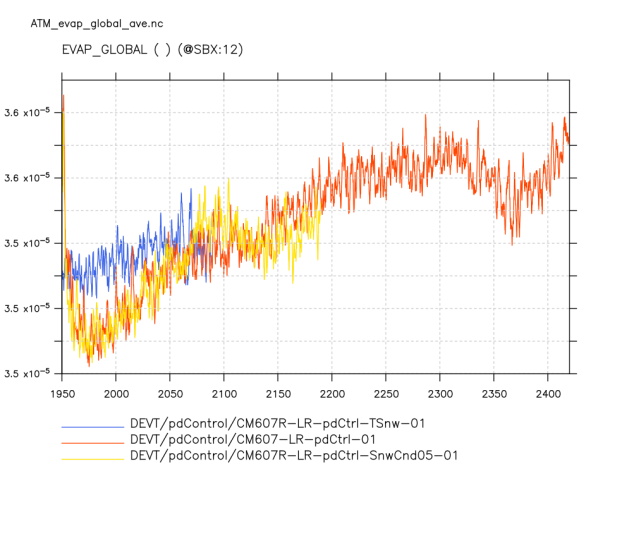 ATM_evap_global_ave.nc
EVAP_GLOBAL ( ) (@SBX:12)
3.6 x10⁻⁵
3.6 x10⁻⁵
3.5 x10⁻⁵
3.5 x10⁻⁵
3.5 x10⁻⁵
1950 2000 2050 2100 2150 2200 2250 2300 2350 2400
DEVT/pdControl/CM607R-LR-pdCtrl-TSnw-01
DEVT/pdControl/CM607-LR-pdCtrl-01
DEVT/pdControl/CM607R-LR-pdCtrl-SnwCnd05-01